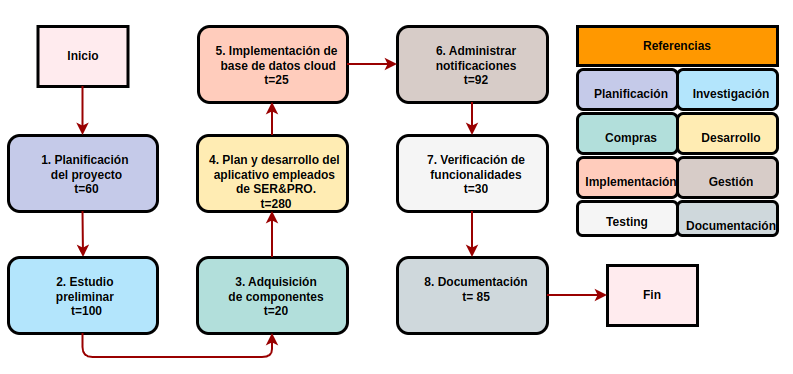 Inicio
1. Planificación
del proyecto
t=60
2. Estudio
preliminar
t=100
3. Adquisición
de componentes
t=20
4. Plan y desarrollo del
aplicativo empleados
de SER&PRO.
t=280
5. Implementación de
base de datos cloud
t=25
6. Administrar
notificaciones
t=92
7. Verificación de
funcionalidades
t=30
8. Documentación
t= 85
Fin
Referencias
Planificación
Investigación
Compras
Desarrollo
Implementación
Gestión
Testing
Documentación